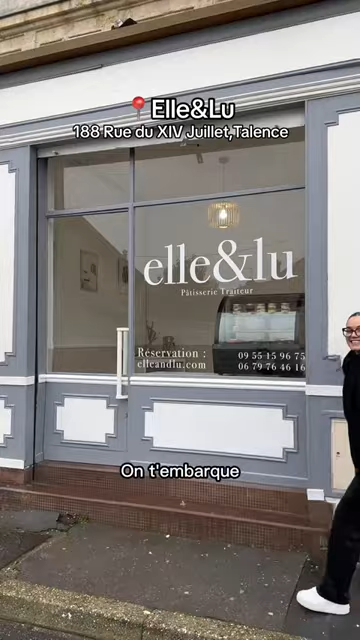 📍Elle&Lu
188 Rue du XIV Juillet,Talence
elle&lu
Pâtisserie Traiteur
Réservation :
elleandlu.com
09 55 15 96 75
06 79 76 46 16
On t'embarque